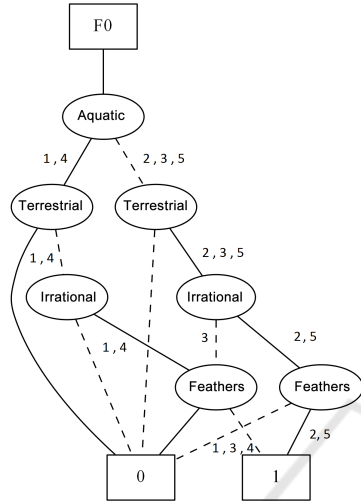 F0
Aquatic
1,4
2,3,5
Terrestrial
Terrestrial
1,4
2,3,5
Irrational
Irrational
1,4
3
2,5
Feathers
Feathers
1,3,4
2,5
0
1